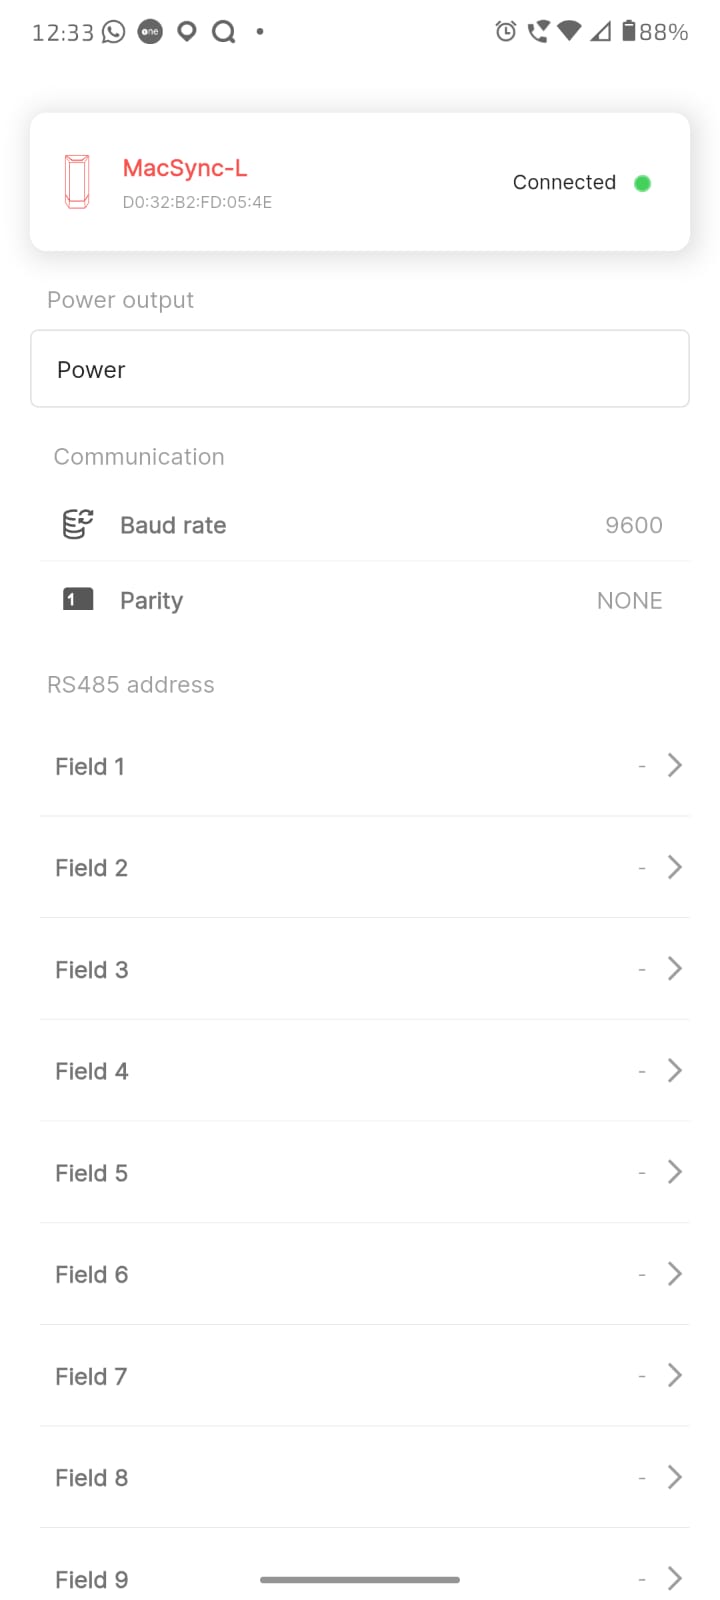 12:33 one 88%
MacSync-L
D0:32:B2:FD:05:4E
Connected
Power output
Power
Communication
Baud rate 9600
1 Parity NONE
RS485 address
Field 1 -
Field 2 -
Field 3 -
Field 4 -
Field 5 -
Field 6 -
Field 7 -
Field 8 -
Field 9 -